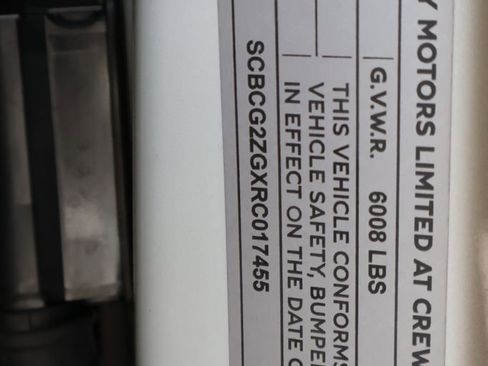 Y MOTORS LIMITED AT CREW
G.V.W.R. 6008 LBS
THIS VEHICLE CONFORMS
VEHICLE SAFETY, BUMPE
IN EFFECT ON THE DATE
SCBCG2ZGXRC017455